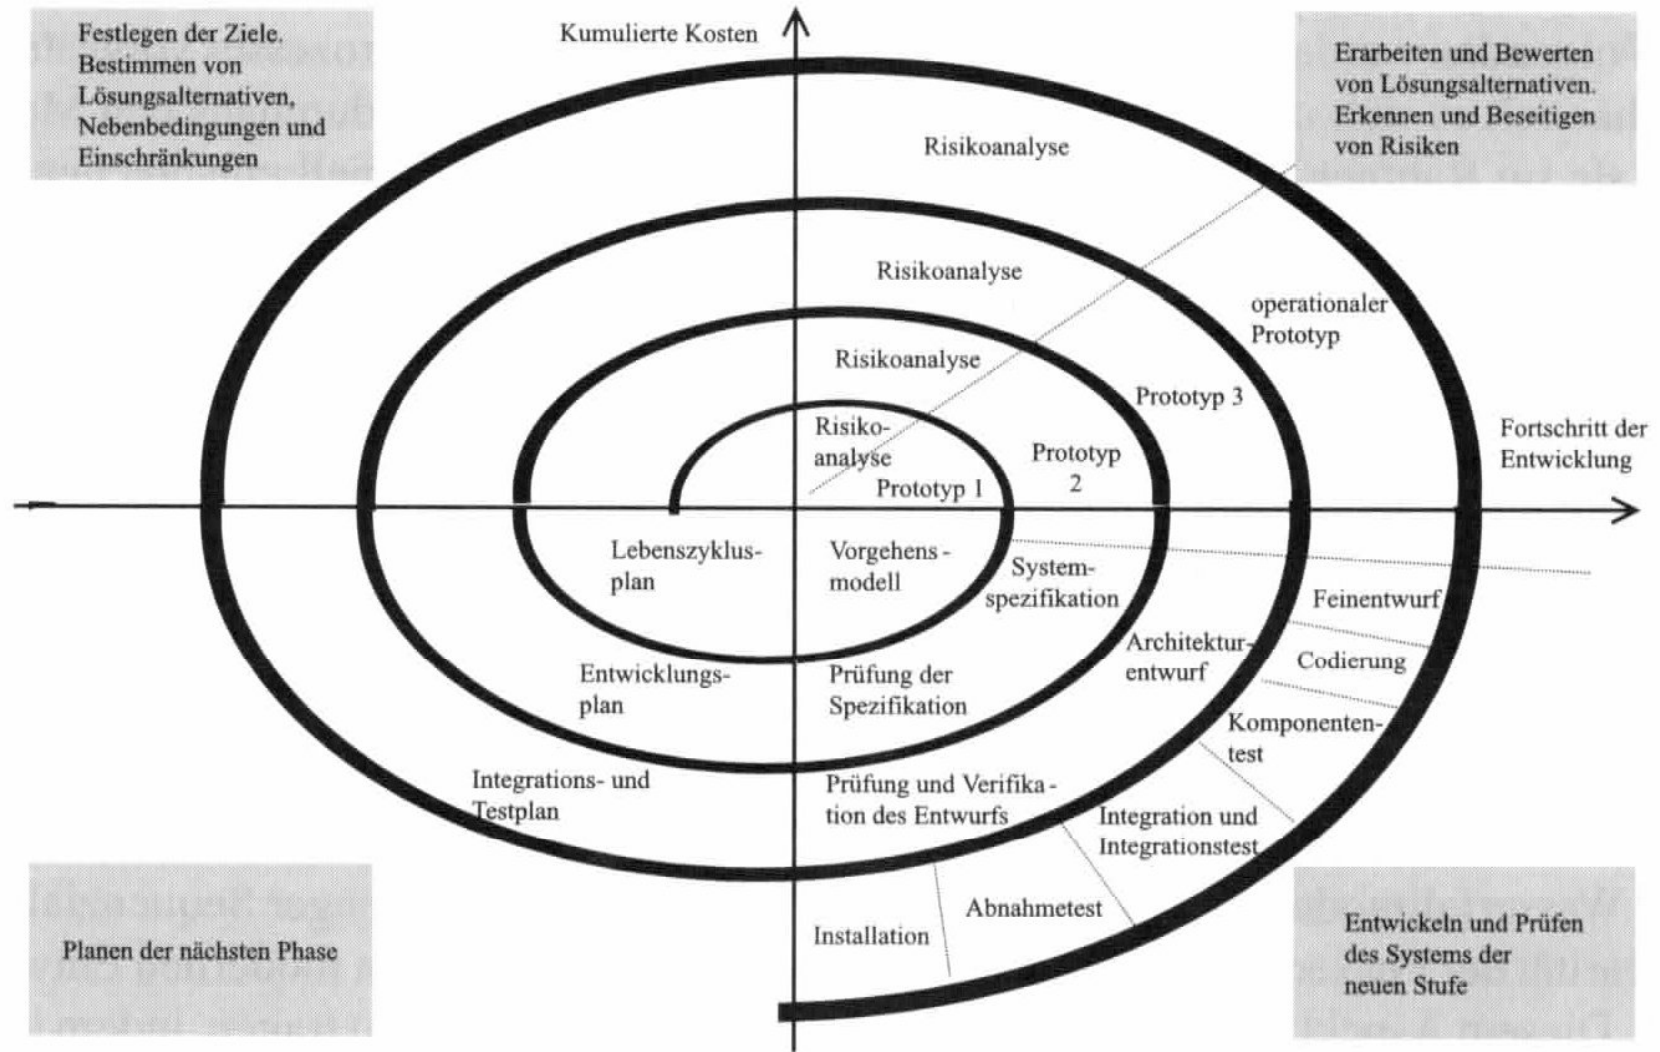 Festlegen der Ziele.
Bestimmen von
Lösungsalternativen,
Nebenbedingungen und
Einschränkungen
Kumulierte Kosten
Erarbeiten und Bewerten
von Lösungsalternativen.
Erkennen und Beseitigen
von Risiken
Risikoanalyse
Risikoanalyse
operationaler
Prototyp
Risikoanalyse
Prototyp 3
Risiko-
analyse
Prototyp
2
Prototyp 1
Fortschritt der
Entwicklung
Lebenszyklus-
plan
Vorgehens-
modell
System-
spezifikation
Feinentwurf
Architektur-
entwurf
Codierung
Entwicklungs-
plan
Prüfung der
Spezifikation
Komponenten-
test
Integrations- und
Testplan
Prüfung und Verifika-
tion des Entwurfs
Integration und
Integrationstest
Abnahmetest
Installation
Planen der nächsten Phase
Entwickeln und Prüfen
des Systems der
neuen Stufe